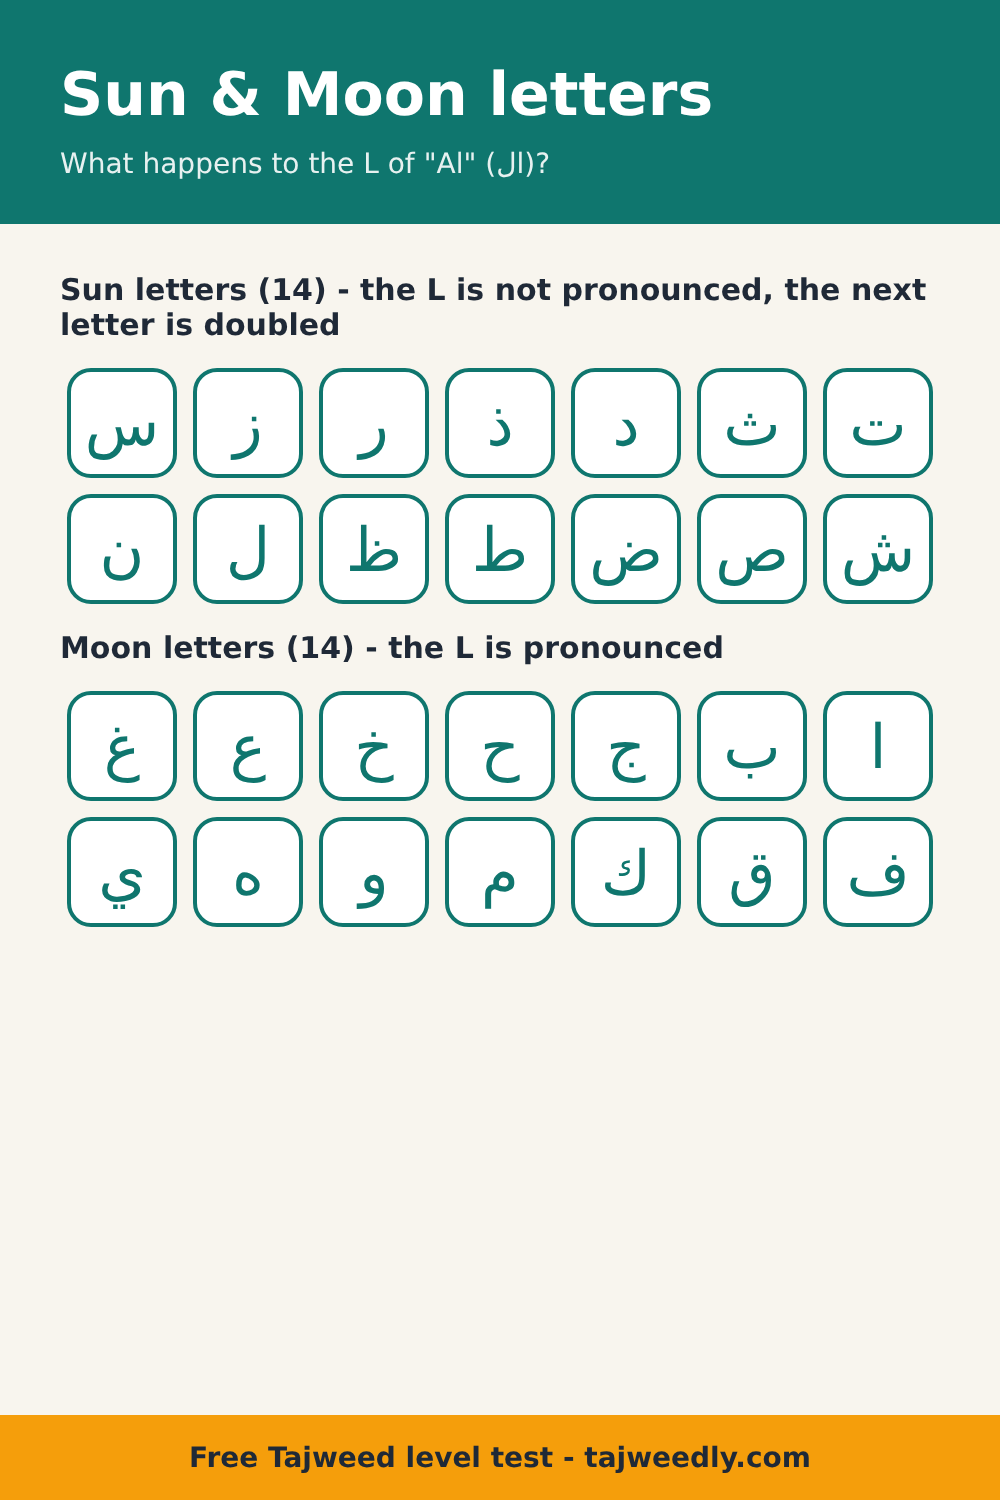 Sun & Moon letters
What happens to the L of "Al" (ال)?
Sun letters (14) - the L is not pronounced, the next
letter is doubled
ت ث د ذ ر ز س
ش ص ض ط ظ ل ن
Moon letters (14) - the L is pronounced
ا ب ج ح خ ع غ
ف ق ك م و ه ي
Free Tajweed level test - tajweedly.com